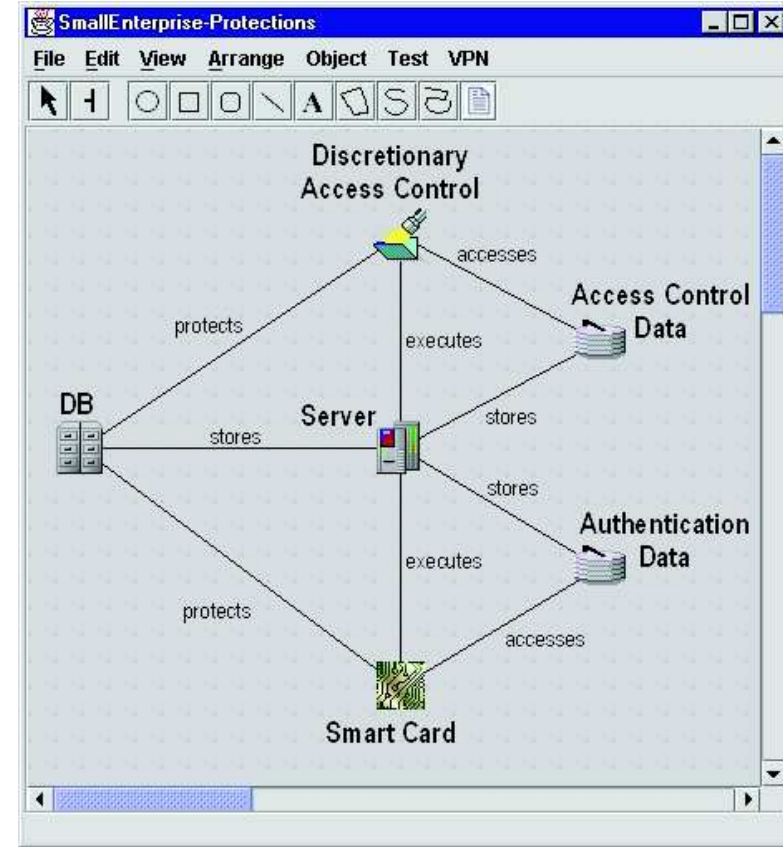 SmallEnterprise-Protections
File Edit View Arrange Object Test VPN
A
Discretionary
Access Control
accesses
Access Control
Data
protects
executes
DB
Server
stores
stores
stores
Authentication
Data
executes
protects
accesses
Smart Card